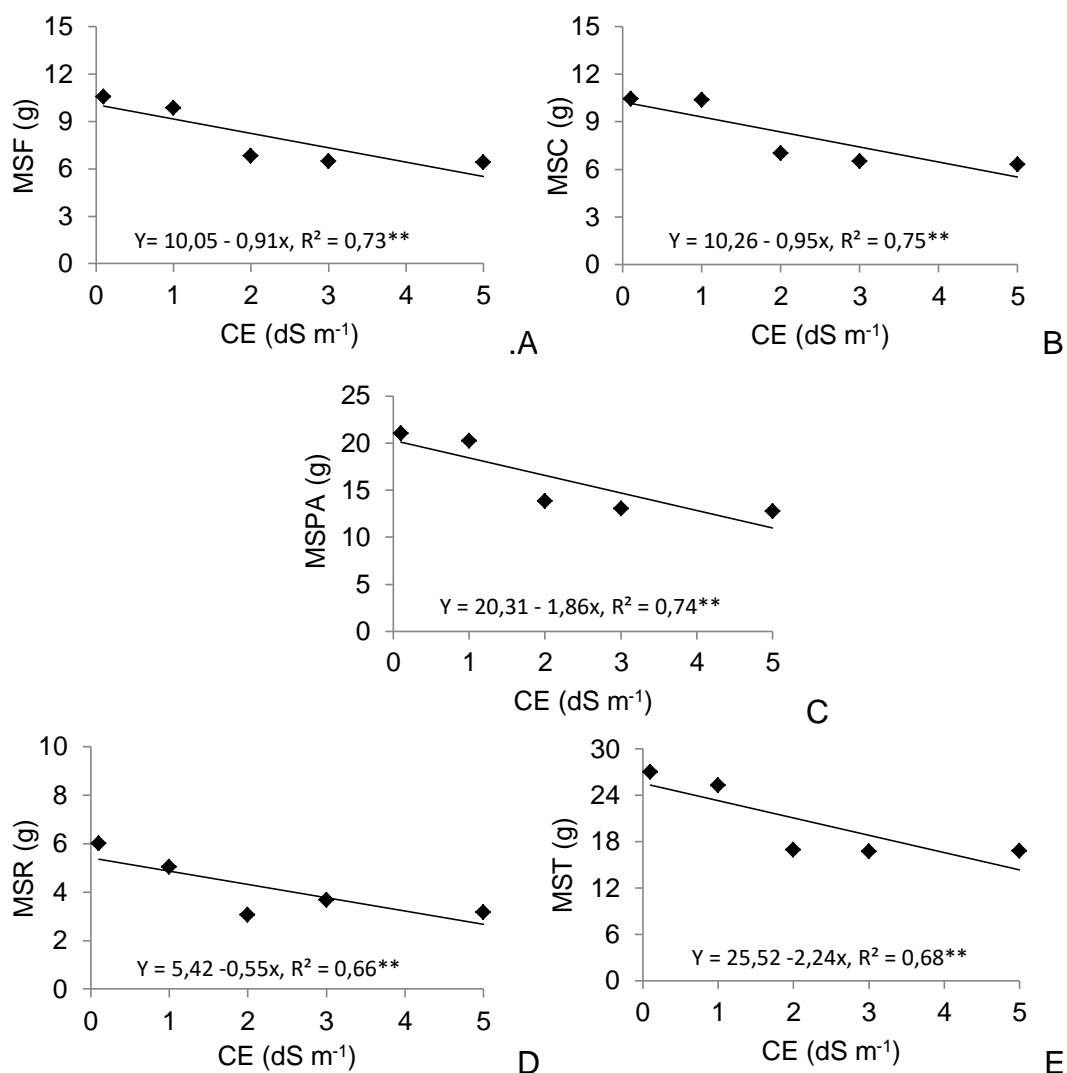 15
12
9
6
3
0
MSF (g)
Y= 10,05 - 0,91x, R² = 0,73**
0 1 2 3 4 5
CE (dS m⁻¹)
.A
15
12
9
6
3
0
MSC (g)
Y = 10,26 - 0,95x, R² = 0,75**
0 1 2 3 4 5
CE (dS m⁻¹)
B
25
20
15
10
5
0
MSPA (g)
Y = 20,31 - 1,86x, R² = 0,74**
0 1 2 3 4 5
CE (dS m⁻¹)
C
10
8
6
4
2
0
MSR (g)
Y = 5,42 -0,55x, R² = 0,66**
0 1 2 3 4 5
CE (dS m⁻¹)
D
30
24
18
12
6
0
MST (g)
Y = 25,52 -2,24x, R² = 0,68**
0 1 2 3 4 5
CE (dS m⁻¹)
E